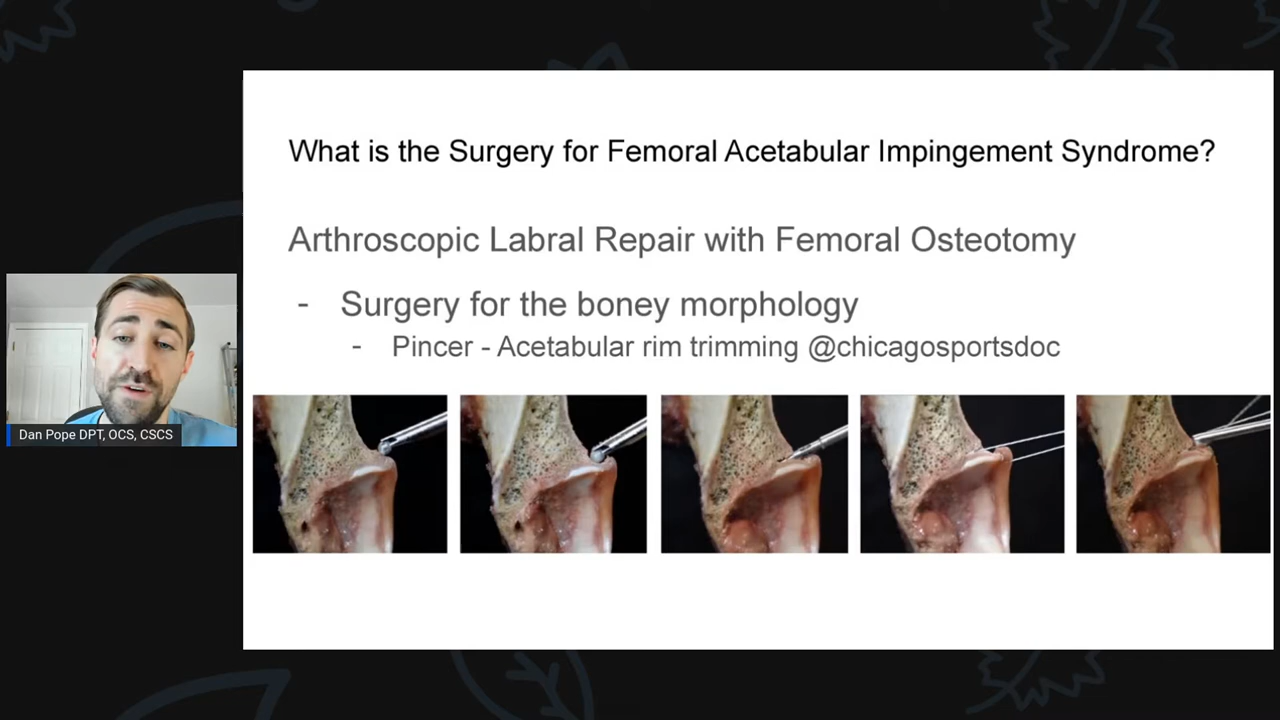 What is the Surgery for Femoral Acetabular Impingement Syndrome?
Arthroscopic Labral Repair with Femoral Osteotomy
- Surgery for the boney morphology
- Pincer - Acetabular rim trimming @chicagosportsdoc
Dan Pope DPT, OCS, CSCS